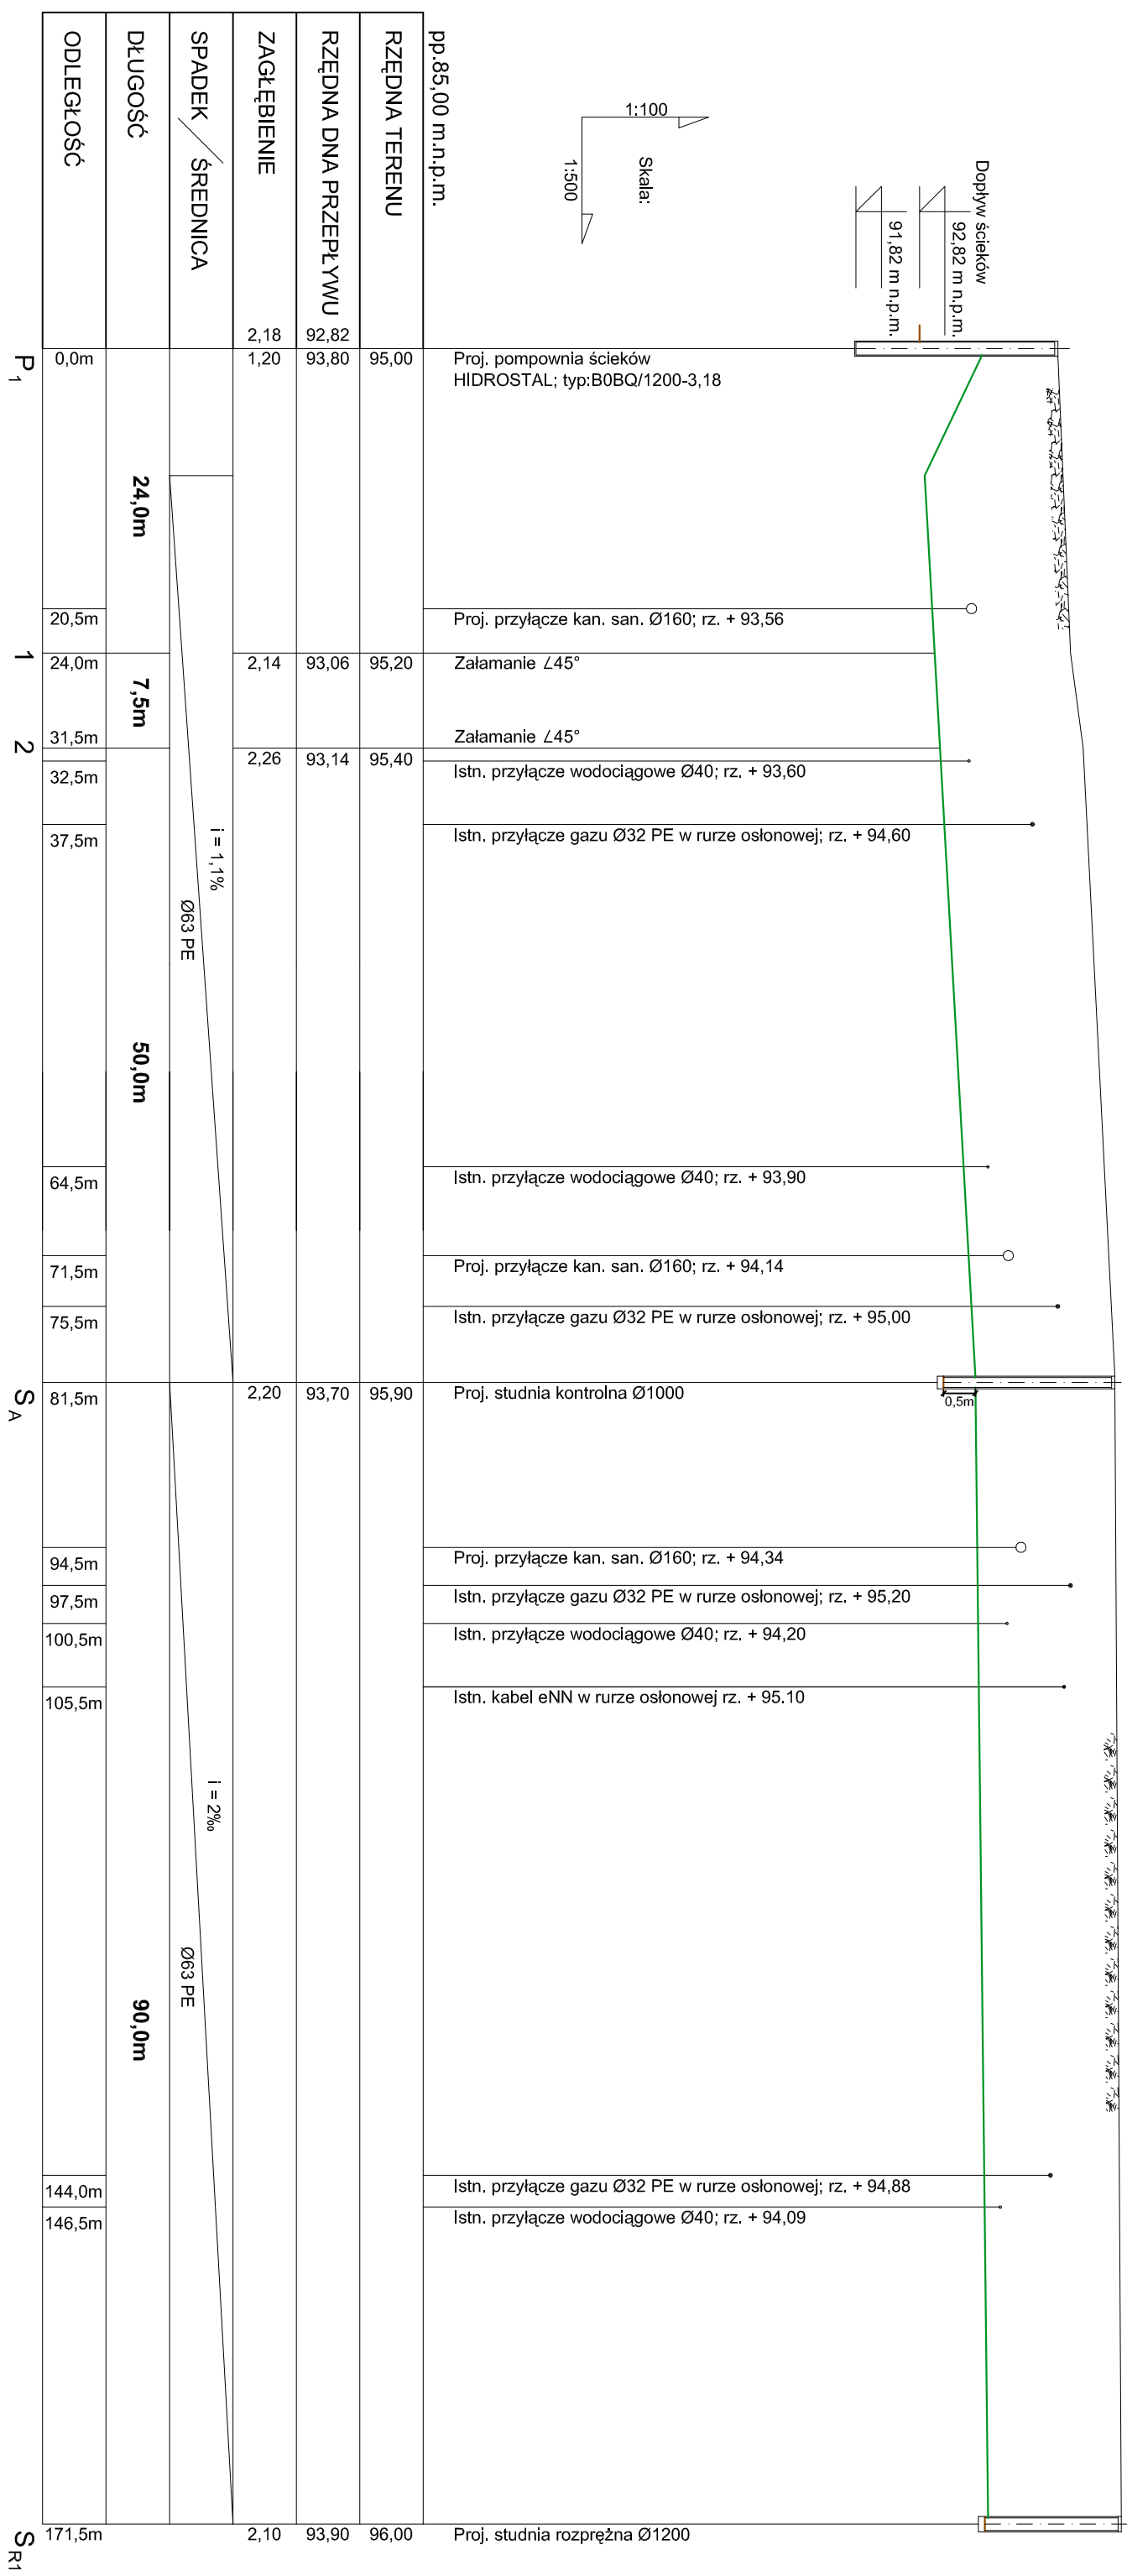 Dopływ ścieków
92,82 m n.p.m.
91,82 m n.p.m.
Skala:
1:100
1:500
pp.85,00 m.n.p.m.
RZĘDNA TERENU
RZĘDNA DNA PRZEPŁYWU
ZAGŁĘBIENIE
SPADEK / ŚREDNICA
DŁUGOŚĆ
ODLEGŁOŚĆ
2,18 92,82
0,0m 1,20 93,80 95,00 Proj. pompownia ścieków
HIDROSTAL; typ:B0BQ/1200-3,18
P1
24,0m
20,5m Proj. przyłącze kan. san. Ø160; rz. + 93,56
1
24,0m 2,14 93,06 95,20 Załamanie ∠45°
7,5m
31,5m Załamanie ∠45°
2
2,26 93,14 95,40
32,5m Istn. przyłącze wodociągowe Ø40; rz. + 93,60
37,5m Istn. przyłącze gazu Ø32 PE w rurze osłonowej; rz. + 94,60
i = 1,1%
Ø63 PE
50,0m
64,5m Istn. przyłącze wodociągowe Ø40; rz. + 93,90
71,5m Proj. przyłącze kan. san. Ø160; rz. + 94,14
75,5m Istn. przyłącze gazu Ø32 PE w rurze osłonowej; rz. + 95,00
SA
81,5m 2,20 93,70 95,90 Proj. studnia kontrolna Ø1000
0,5m
94,5m Proj. przyłącze kan. san. Ø160; rz. + 94,34
97,5m Istn. przyłącze gazu Ø32 PE w rurze osłonowej; rz. + 95,20
100,5m Istn. przyłącze wodociągowe Ø40; rz. + 94,20
105,5m Istn. kabel eNN w rurze osłonowej rz. + 95.10
i = 2‰
Ø63 PE
90,0m
144,0m Istn. przyłącze gazu Ø32 PE w rurze osłonowej; rz. + 94,88
146,5m Istn. przyłącze wodociągowe Ø40; rz. + 94,09
SR1
171,5m 2,10 93,90 96,00 Proj. studnia rozprężna Ø1200